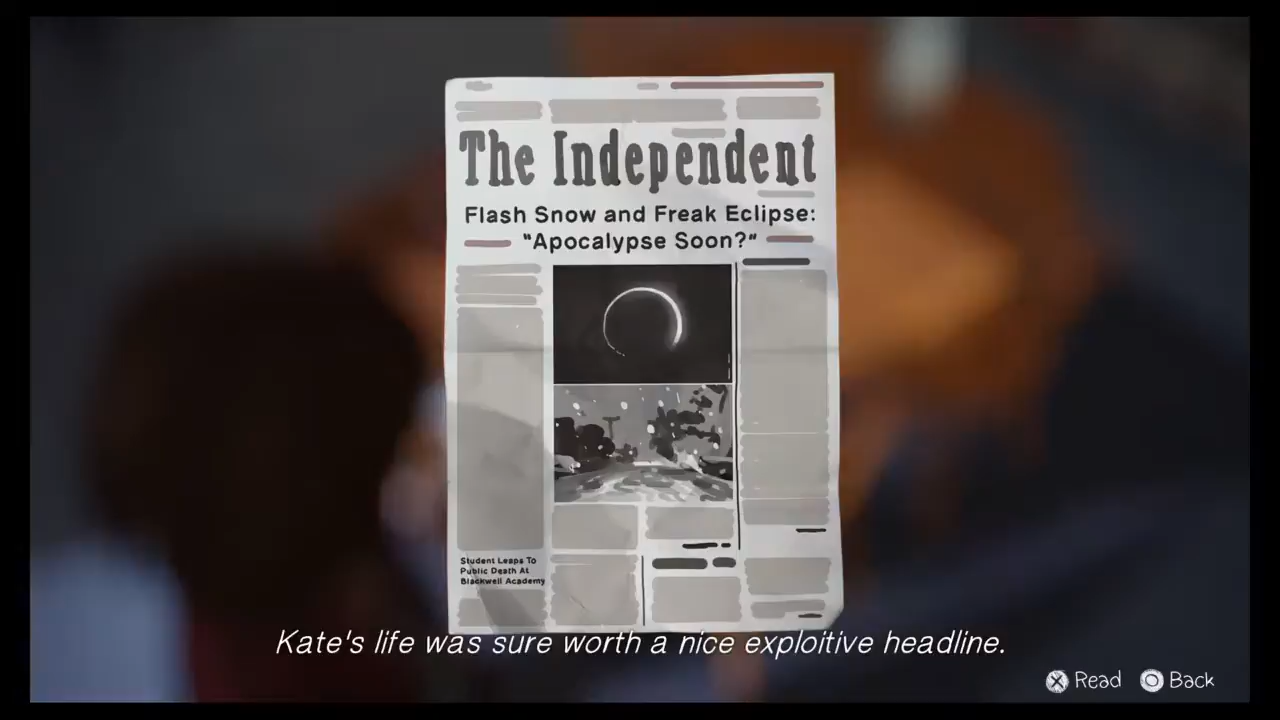 The Independent
Flash Snow and Freak Eclipse:
"Apocalypse Soon?"
Student Leaps To
Public Death At
Blackwell Academy
Kate's life was sure worth a nice exploitive headline.
Read
Back